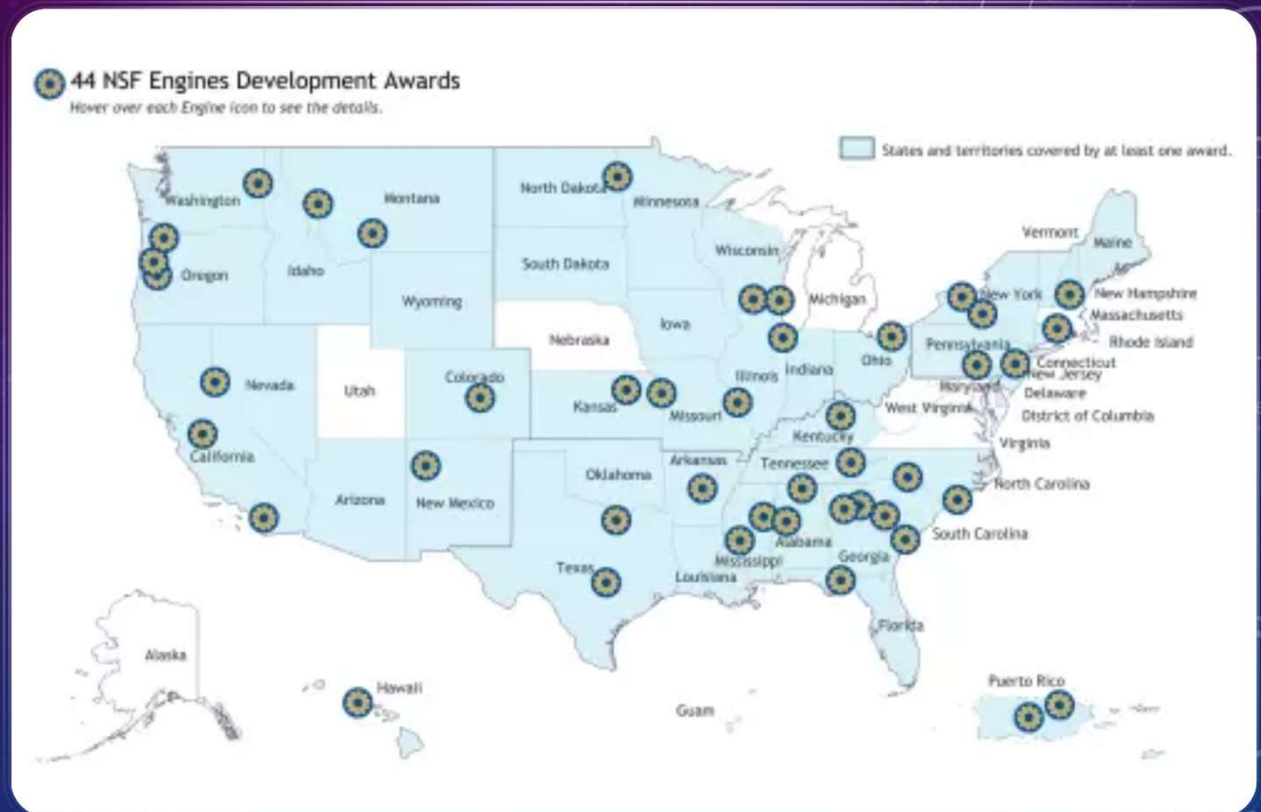 44 NSF Engines Development Awards
Hover over each Engine icon to see the details.
States and territories covered by at least one award.
Washington
Montana
North Dakota
Minnesota
Vermont
Maine
Oregon
Idaho
South Dakota
Wisconsin
Wyoming
Michigan
New York
New Hampshire
Massachusetts
Rhode Island
Iowa
Nebraska
Pennsylvania
Connecticut
New Jersey
Nevada
Utah
Colorado
Illinois
Indiana
Ohio
Maryland
Delaware
Kansas
Missouri
West Virginia
District of Columbia
Kentucky
Virginia
California
Arizona
New Mexico
Oklahoma
Arkansas
Tennessee
North Carolina
South Carolina
Texas
Louisiana
Mississippi
Alabama
Georgia
Florida
Alaska
Hawaii
Guam
Puerto Rico